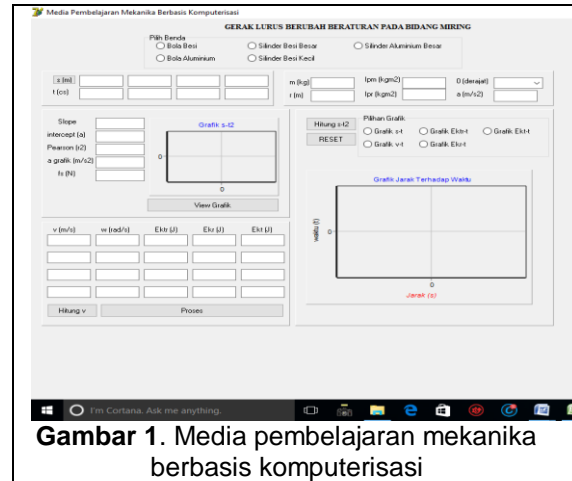 Media Pembelajaran Mekanika Berbasis Komputerisasi
GERAK LURUS BERUBAH BERATURAN PADA BIDANG MIRING
Pilih Benda
Bola Besi
Silinder Besi Besar
Silinder Aluminium Besar
Bola Aluminium
Silinder Besi Kecil
s (m)
t (cs)
m (kg)
Ipm (kgm2)
0 (derajat)
r (m)
Ipr (kgm2)
a (m/s2)
Slope
intercept (a)
Pearson (r2)
a grafik (m/s2)
fs (N)
Grafik s-t2
0
0
View Grafik
Hitung s-t2
RESET
Pilihan Grafik
Grafik s-t
Grafik Ektr-t
Grafik Ekt-t
Grafik v-t
Grafik Ekr-t
Grafik Jarak Terhadap Waktu
waktu (t)
0
0
Jarak (s)
v (m/s)
w (rad/s)
Ektr (J)
Ekr (J)
Ekt (J)
Hitung v
Proses
I'm Cortana. Ask me anything.
Gambar 1. Media pembelajaran mekanika
berbasis komputerisasi